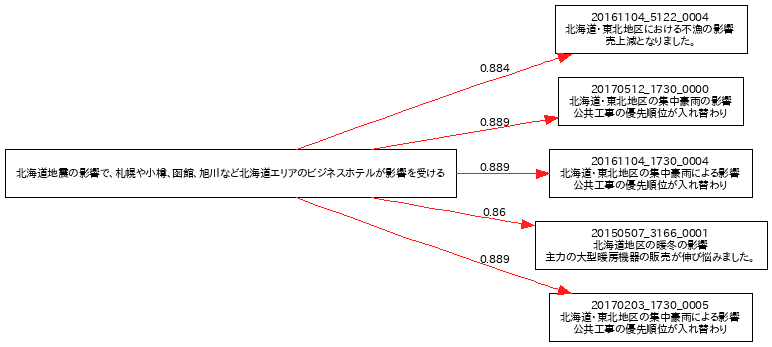 20161104_5122_0004
北海道・東北地区における不漁の影響
売上減となりました。
0.884
20170512_1730_0000
北海道・東北地区の集中豪雨の影響
公共工事の優先順位が入れ替わり
0.889
北海道地震の影響で、札幌や小樽、函館、旭川など北海道エリアのビジネスホテルが影響を受ける
0.889
20161104_1730_0004
北海道・東北地区の集中豪雨による影響
公共工事の優先順位が入れ替わり
0.86
20150507_3166_0001
北海道地区の暖冬の影響
主力の大型暖房機器の販売が伸び悩みました。
0.889
20170203_1730_0005
北海道・東北地区の集中豪雨による影響
公共工事の優先順位が入れ替わり